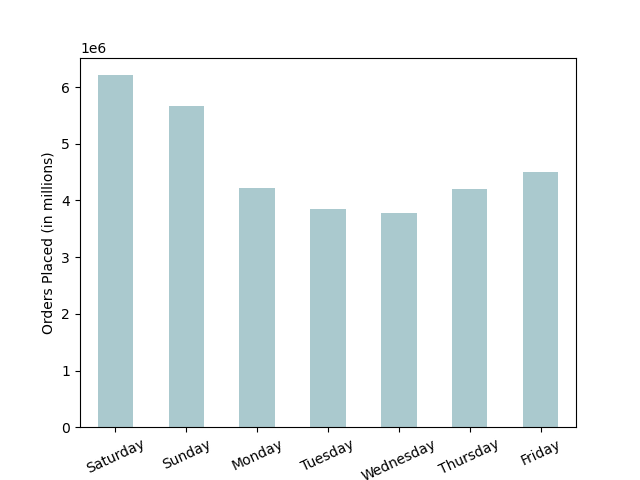 1e6
Orders Placed (in millions)
6
5
4
3
2
1
0
Saturday
Sunday
Monday
Tuesday
Wednesday
Thursday
Friday